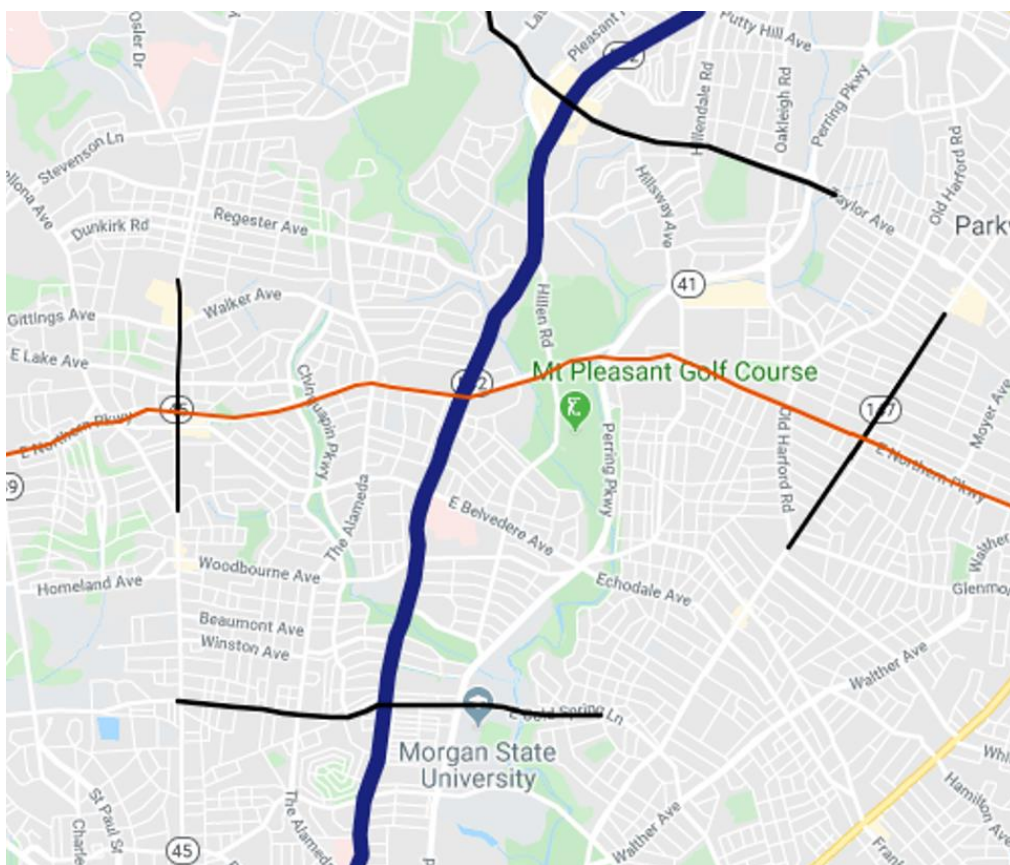 Osler Dr
Pleasant
Putty Hill Ave
Stevenson Ln
Hillendale Rd
Oakleigh Rd
Perring Pkwy
Old Harford Rd
Hillsway Ave
Taylor Ave
Dunkirk Rd
Regester Ave
41
Gittings Ave
Walker Ave
Hillen Rd
E Lake Ave
Chinquapin Pkwy
Mt Pleasant Golf Course
E Northern Pkwy
Perring Pkwy
Old Harford Rd
Moyer Ave
E Northern Pkwy
The Alameda
E Belvedere Ave
Woodbourne Ave
Homeland Ave
Echodale Ave
Walther
Beaumont Ave
Winston Ave
Walther Ave
E Cold Spring Ln
Morgan State
University
St Paul St
The Alameda
Walther Ave
Hamilton Ave
45